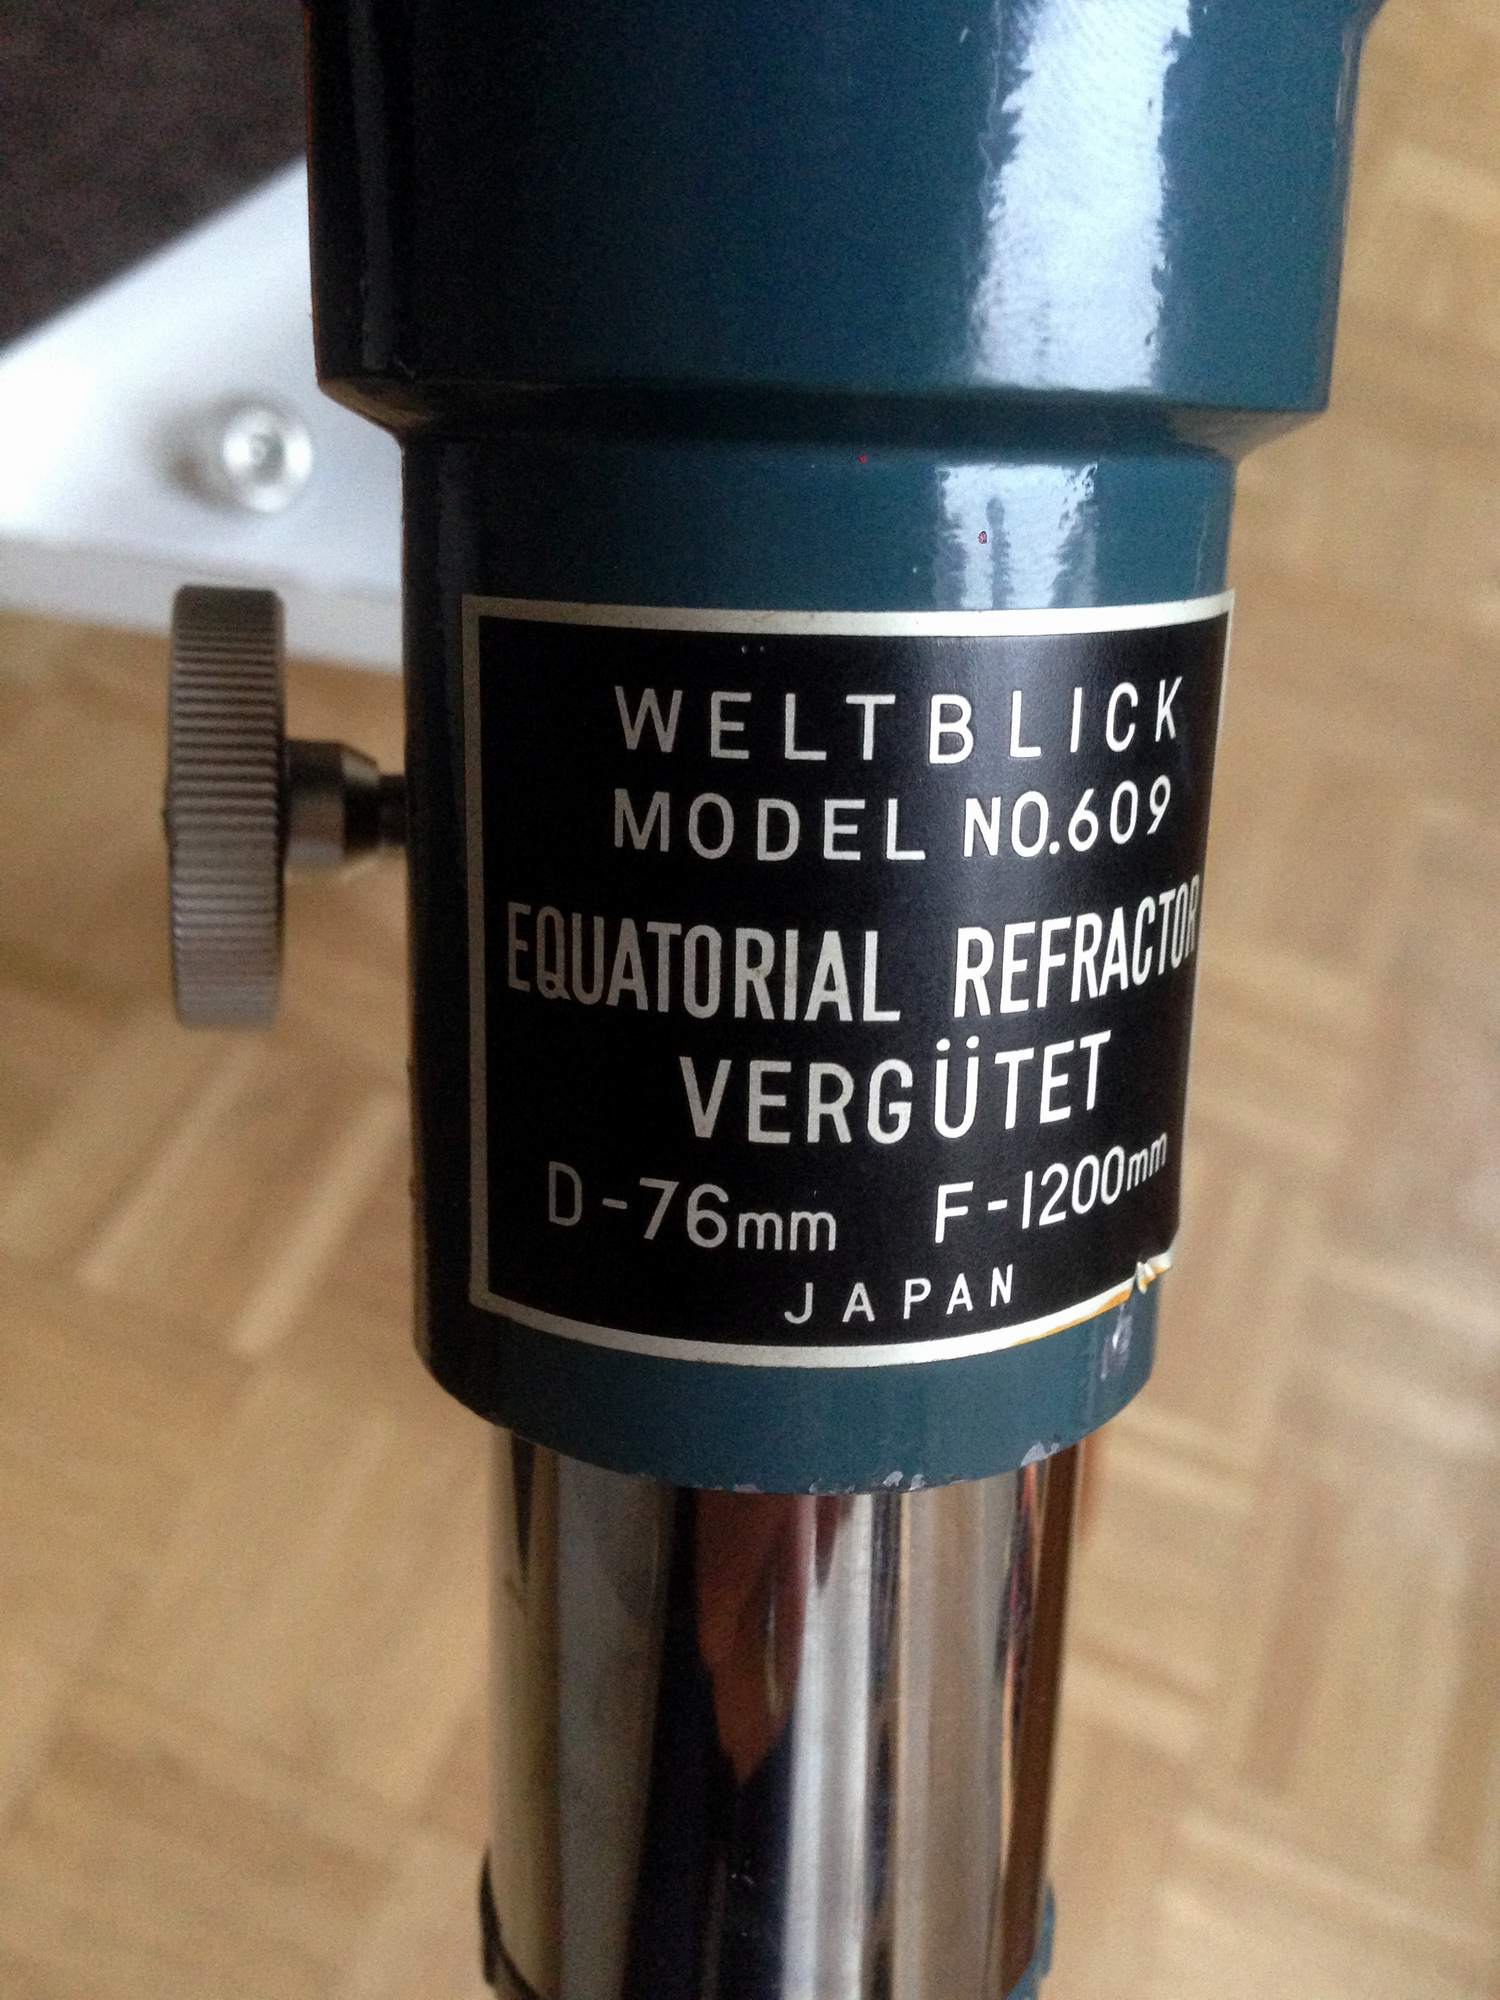 WELTBLICK
MODEL NO.609
EQUATORIAL REFRACTOR
VERGÜTET
D-76mm F-1200mm
JAPAN